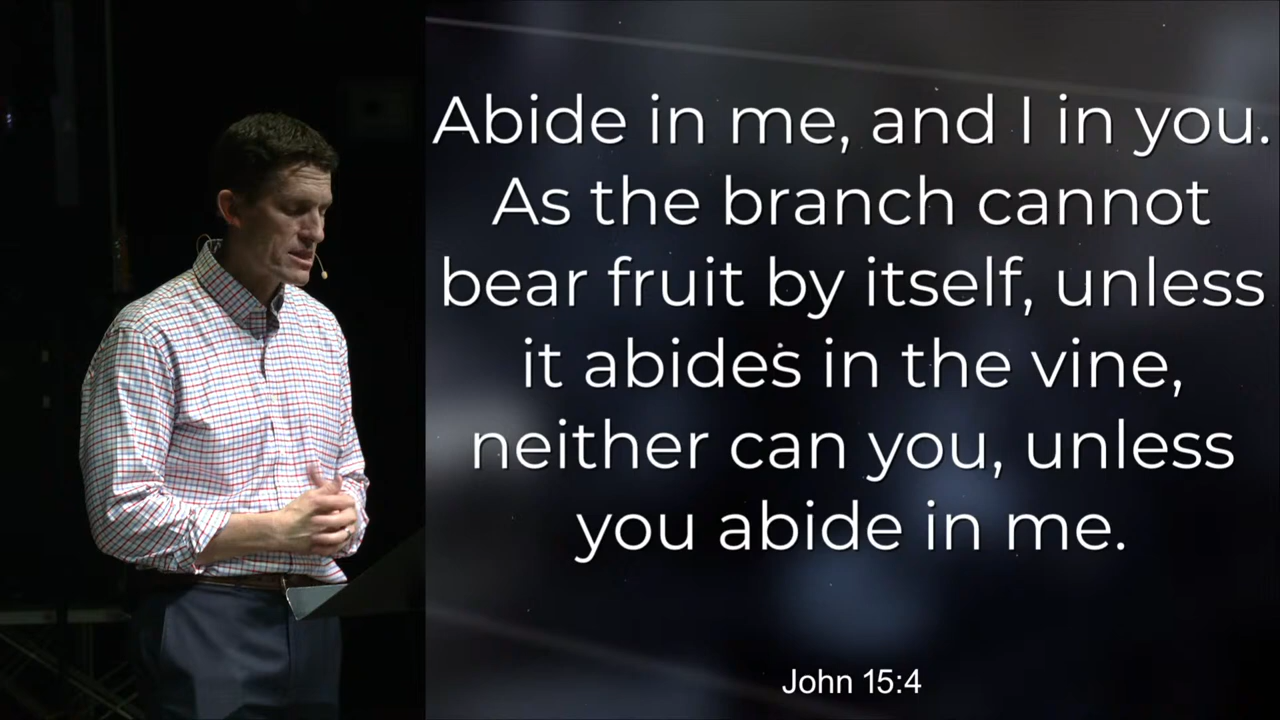 Abide in me, and I in you.
As the branch cannot
bear fruit by itself, unless
it abides in the vine,
neither can you, unless
you abide in me.
John 15:4